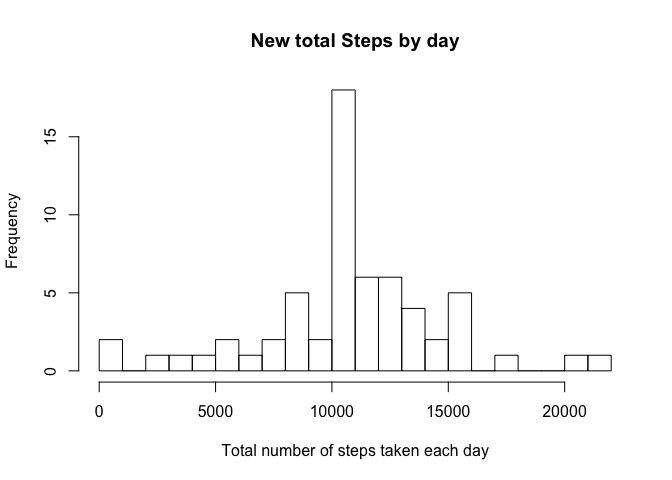 New total Steps by day
Frequency
15
10
5
0
0 5000 10000 15000 20000
Total number of steps taken each day